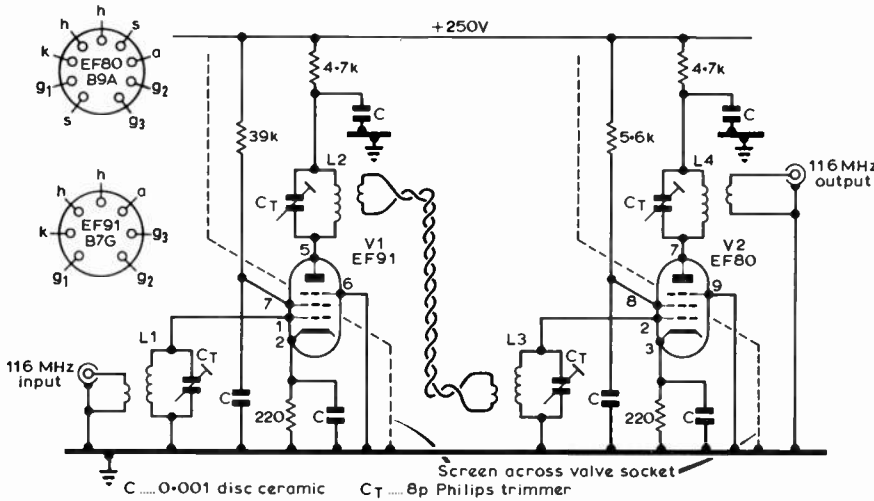 +250V
h
h
s
k
EF80
B9A
a
g1
g2
s
g3
h
h
a
k
EF91
B7G
g3
g1
g2
4·7k
C
39k
L2
CT
V1
EF91
5
6
7
1
2
L1
CT
116 MHz
input
C
220
C
4·7k
C
5·6k
L4
CT
116 MHz
output
V2
EF80
7
9
8
2
3
L3
CT
C
220
C
Screen across valve socket
C ..... 0·001 disc ceramic
CT ..... 8p Philips trimmer